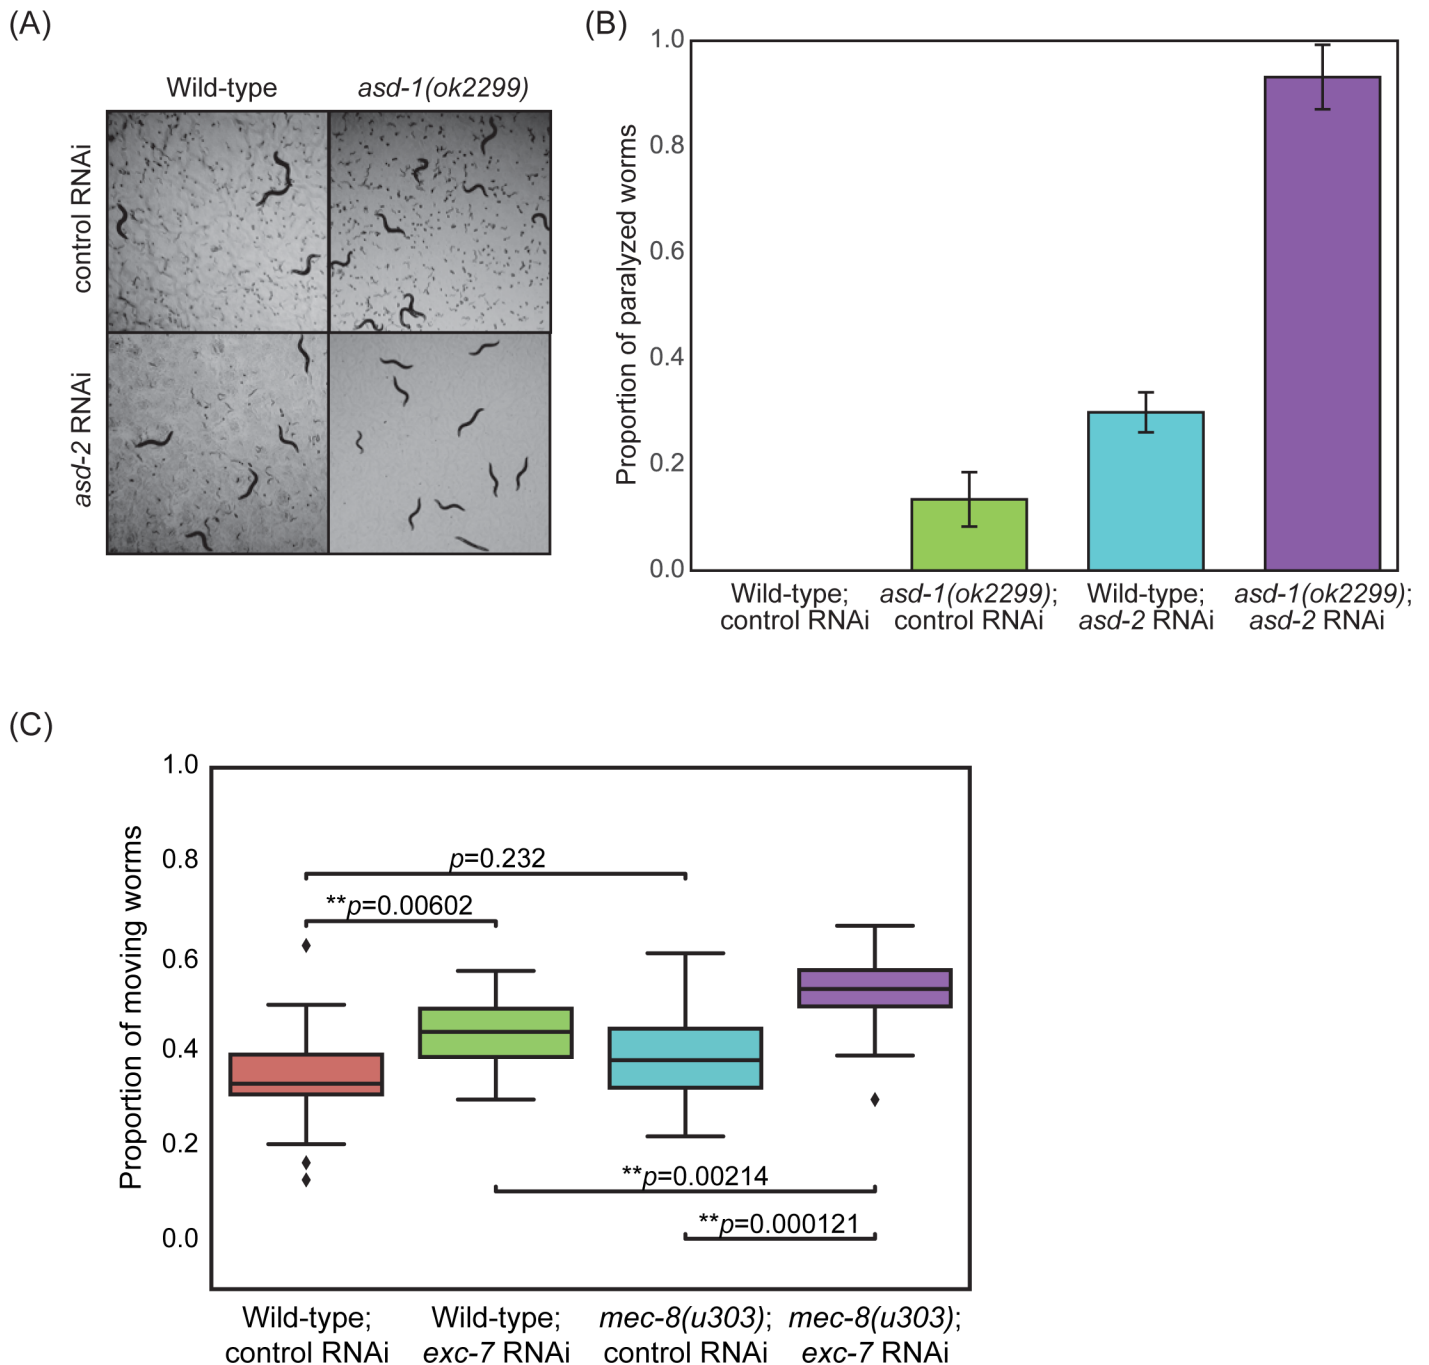 (A)
Wild-type
asd-1(ok2299)
control RNAi
asd-2 RNAi
(B)
Proportion of paralyzed worms
1.0
0.8
0.6
0.4
0.2
0.0
Wild-type;
control RNAi
asd-1(ok2299);
control RNAi
Wild-type;
asd-2 RNAi
asd-1(ok2299);
asd-2 RNAi
(C)
Proportion of moving worms
1.0
0.8
0.6
0.4
0.2
0.0
p=0.232
**p=0.00602
**p=0.00214
**p=0.000121
Wild-type;
control RNAi
Wild-type;
exc-7 RNAi
mec-8(u303);
control RNAi
mec-8(u303);
exc-7 RNAi